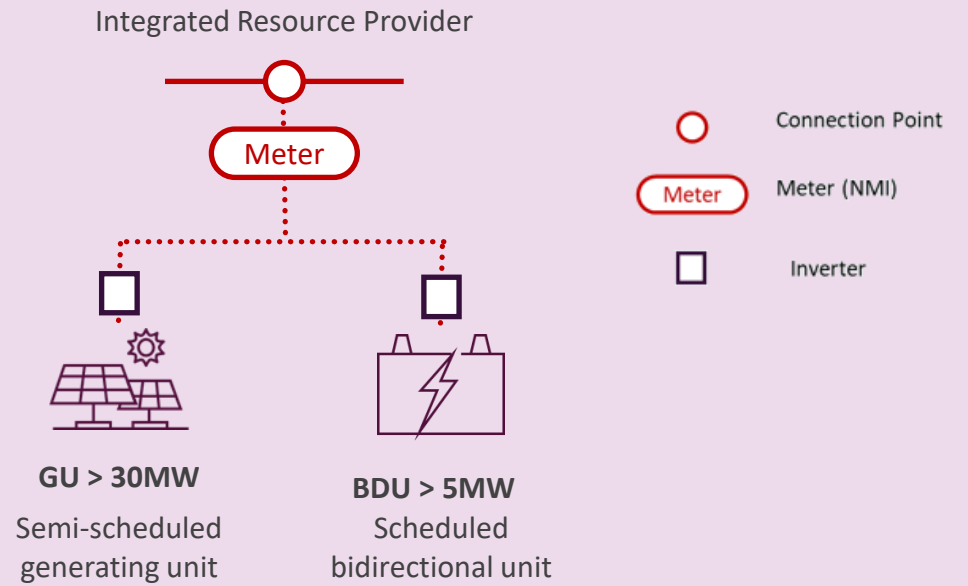 Integrated Resource Provider
Meter
Connection Point
Meter
Meter (NMI)
Inverter
GU > 30MW
Semi-scheduled
generating unit
BDU > 5MW
Scheduled
bidirectional unit